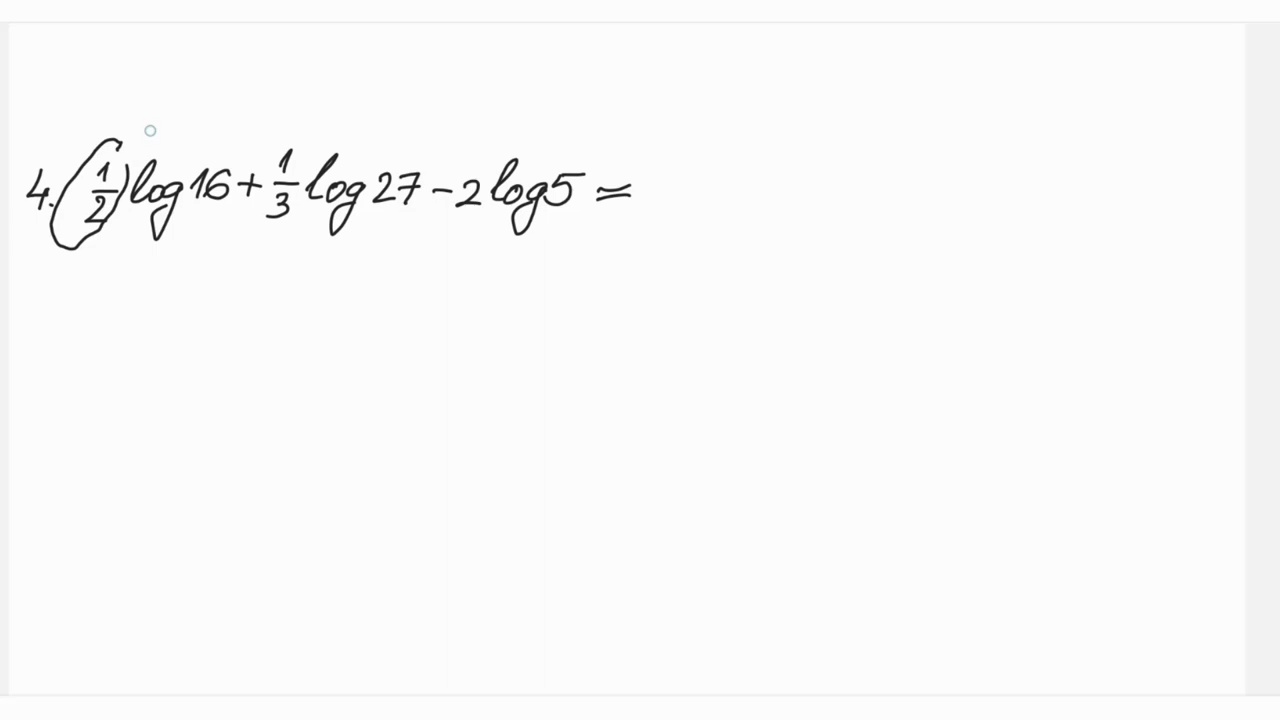 4. (1/2) log 16 + 1/3 log 27 - 2 log 5 =